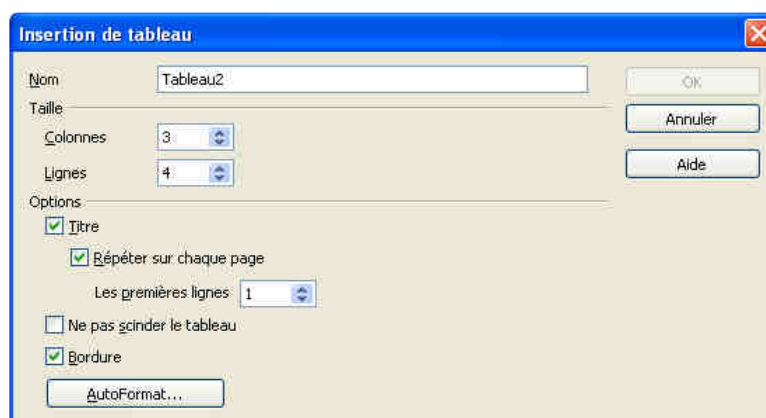 Insertion de tableau
Nom Tableau2 OK
Taille
Annuler
Colonnes 3
Aide
Lignes 4
Options
Titre
Répéter sur chaque page
Les premières lignes 1
Ne pas scinder le tableau
Bordure
AutoFormat...